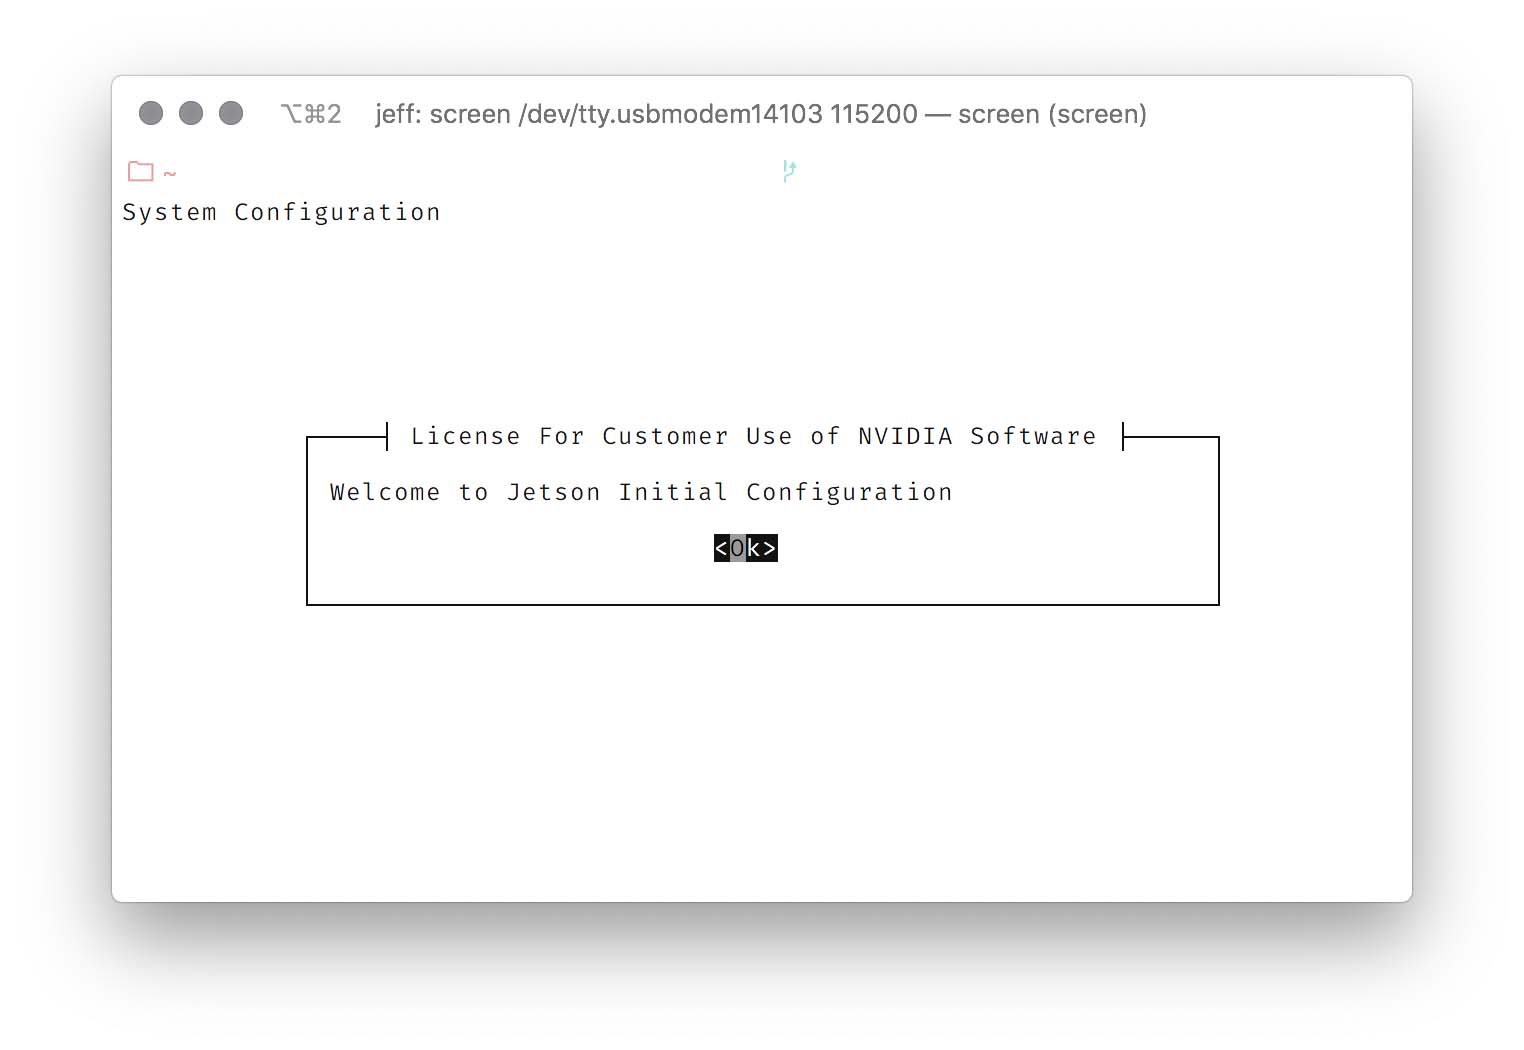 ⌥⌘2 jeff: screen /dev/tty.usbmodem14103 115200 — screen (screen)
~
System Configuration
License For Customer Use of NVIDIA Software
Welcome to Jetson Initial Configuration
<Ok>